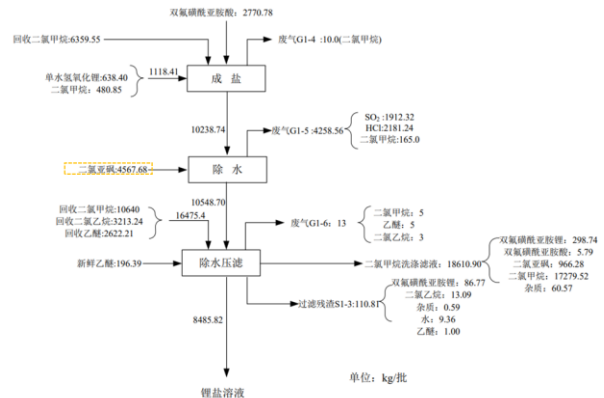 双氟磺酰亚胺酸：2770.78
回收二氯甲烷:6359.55
废气G1-4 :10.0(二氯甲烷)
单水氢氧化锂:638.40
二氯甲烷：480.85
1118.41
成 盐
10238.74
废气G1-5 :4258.56
SO₂ :1912.32
HCl:2181.24
二氯甲烷:165.0
二氯亚砜:4567.68
除 水
10548.70
回收二氯甲烷:10640
回收二氯乙烷:3213.24
回收乙醚:2622.21
16475.4
废气G1-6：13
二氯甲烷：5
乙醚：5
二氯乙烷：3
新鲜乙醚:196.39
除水压滤
二氯甲烷洗涤滤液：18610.90
双氟磺酰亚胺锂：298.74
双氟磺酰亚胺酸：5.79
二氯亚砜：966.28
二氯甲烷：17279.52
杂质：60.57
过滤残渣S1-3:110.81
双氟磺酰亚胺锂：86.77
二氯乙烷：13.09
杂质：0.59
水：9.36
乙醚：1.00
8485.82
锂盐溶液
单位：kg/批